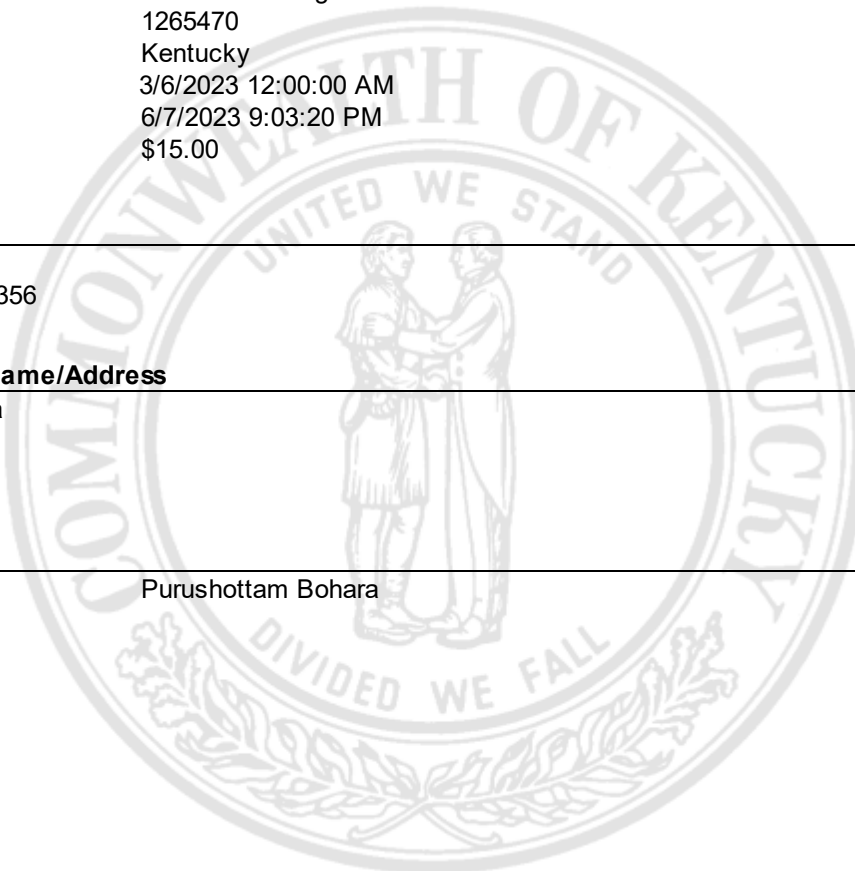 1265470
Kentucky
3/6/2023 12:00:00 AM
6/7/2023 9:03:20 PM
$15.00
356
ame/Address
a
Purushottam Bohara
COMMONWEALTH OF KENTUCKY
UNITED WE STAND
DIVIDED WE FALL